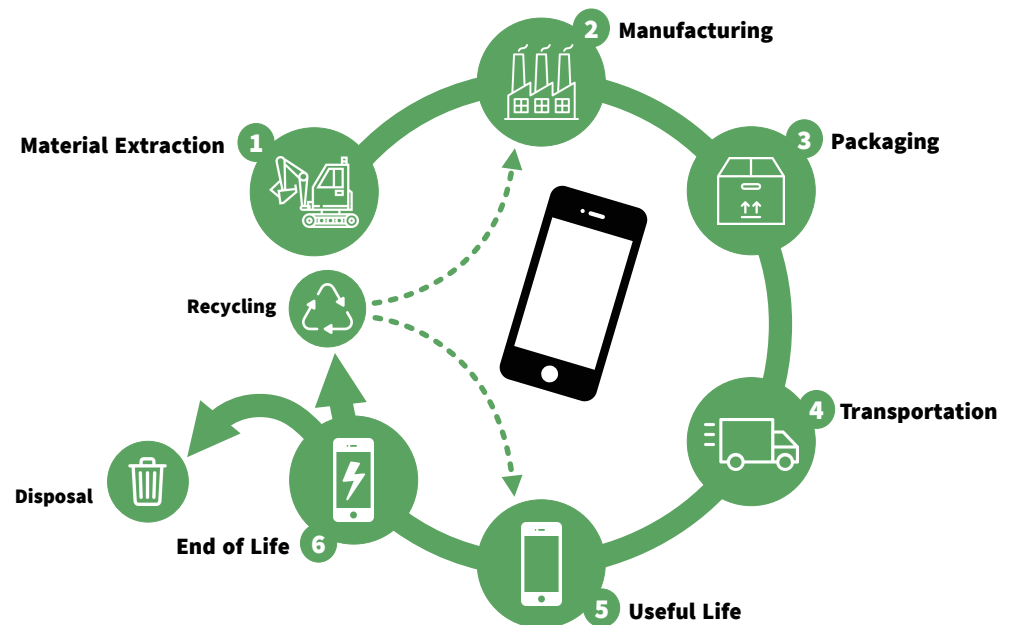 1 Material Extraction
2 Manufacturing
3 Packaging
4 Transportation
5 Useful Life
6 End of Life
Recycling
Disposal